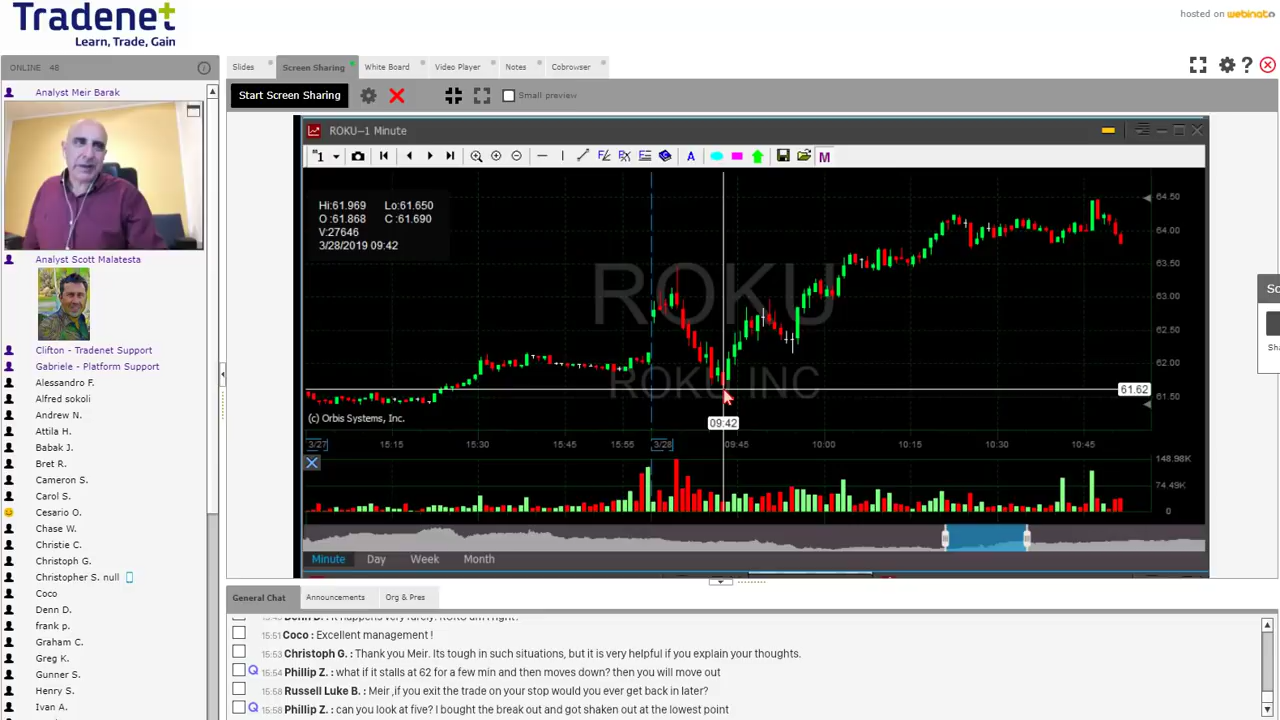 Tradenet
Learn, Trade, Gain
hosted on webinato
ONLINE 48
Analyst Meir Barak
Analyst Scott Malatesta
Clifton - Tradenet Support
Gabriele - Platform Support
Alessandro F.
Alfred sokoli
Andrew N.
Attila H.
Babak J.
Bret R.
Cameron S.
Carol S.
Cesario O.
Chase W.
Christie C.
Christoph G.
Christopher S. null
Coco
Denn D.
frank p.
Graham C.
Greg K.
Gunner S.
Henry S.
Ivan A.
Slides Screen Sharing White Board Video Player Notes Cobrowser
Start Screen Sharing Small preview
ROKU-1 Minute
1 A M
Hi:61.969 Lo:61.650
O :61.868 C :61.690
V:27646
3/28/2019 09:42
ROKU
ROKU INC
64.50
64.00
63.50
63.00
62.50
62.00
61.62
61.50
(c) Orbis Systems, Inc.
09:42
3/27 15:15 15:30 15:45 15:55 3/28 09:45 10:00 10:15 10:30 10:45
148.98K
74.49K
0
Minute Day Week Month
General Chat Announcements Org & Pres
15:51 Coco : Excellent management !
15:53 Christoph G. : Thank you Meir. Its tough in such situations, but it is very helpful if you explain your thoughts.
Q 15:54 Phillip Z. : what if it stalls at 62 for a few min and then moves down? then you will move out
15:58 Russell Luke B. : Meir ,if you exit the trade on your stop would you ever get back in later?
Q 15:58 Phillip Z. : can you look at five? I bought the break out and got shaken out at the lowest point